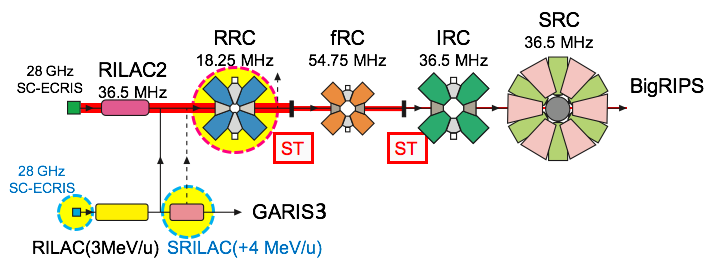 RRC
18.25 MHz
fRC
54.75 MHz
IRC
36.5 MHz
SRC
36.5 MHz
28 GHz
SC-ECRIS
RILAC2
36.5 MHz
BigRIPS
ST
ST
28 GHz
SC-ECRIS
GARIS3
RILAC(3MeV/u)
SRILAC(+4 MeV/u)